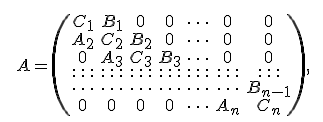 C₁ B₁ 0 0 ⋯ 0 0
A₂ C₂ B₂ 0 ⋯ 0 0
A = ( 0 A₃ C₃ B₃ ⋯ 0 0 ),
⋯ ⋯ ⋯ ⋯ ⋯ ⋯ ⋯
⋯ ⋯ ⋯ ⋯ ⋯ ⋯ Bₙ₋₁
0 0 0 0 ⋯ Aₙ Cₙ